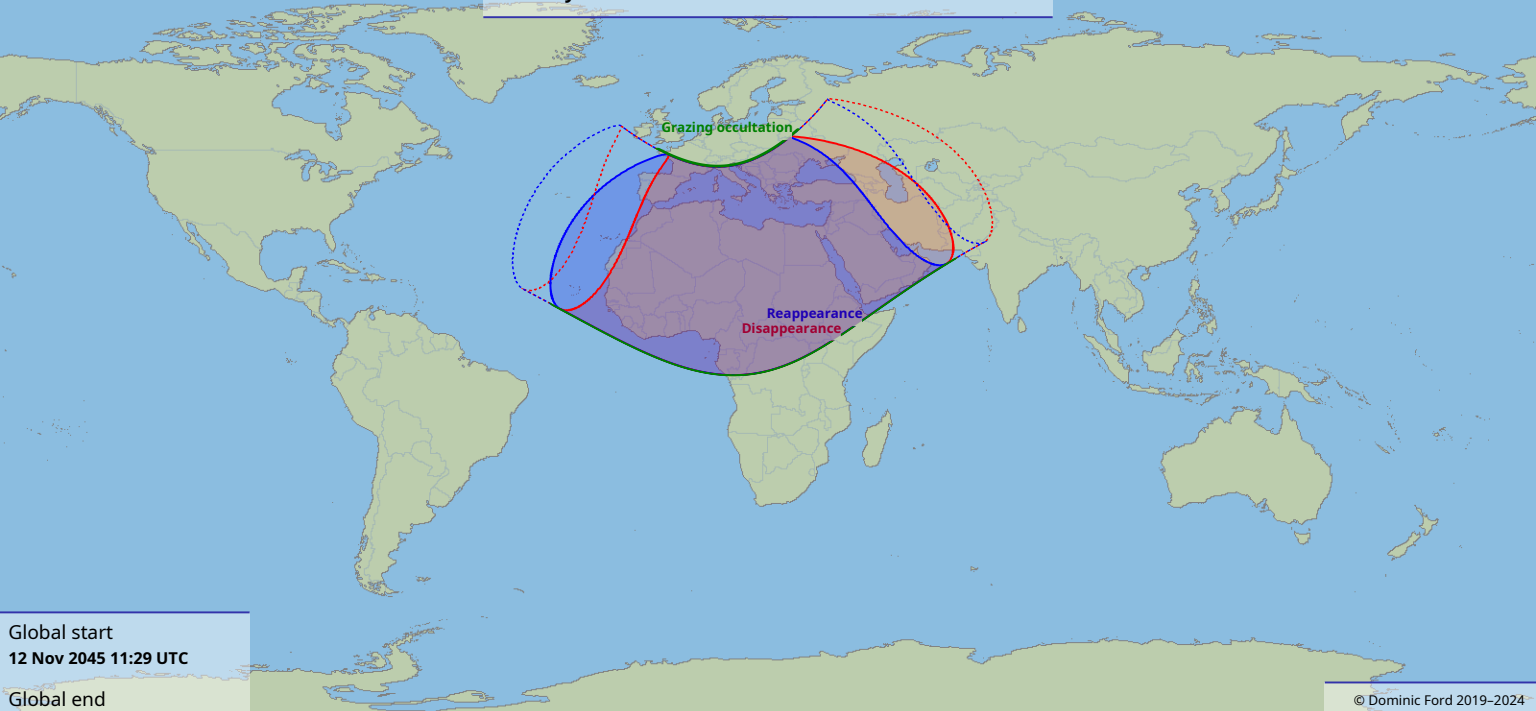 Grazing occultation
Reappearance
Disappearance
Global start
12 Nov 2045 11:29 UTC
Global end
© Dominic Ford 2019–2024